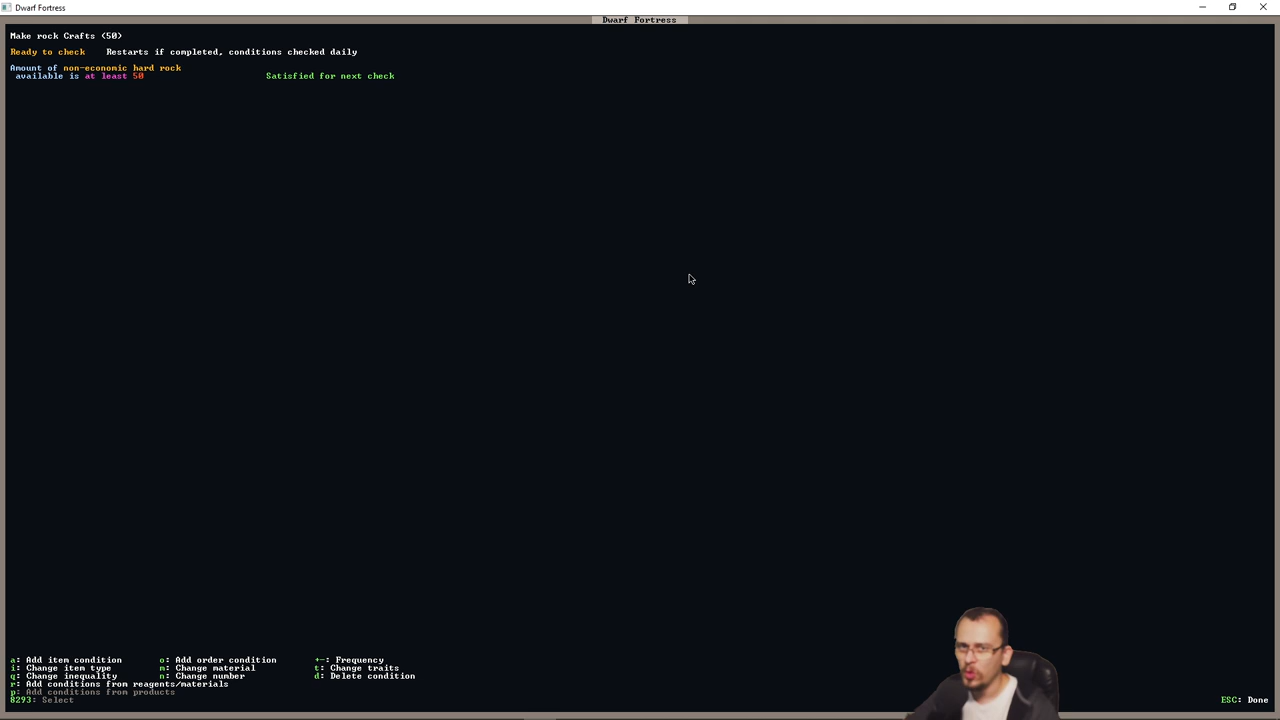 Dwarf Fortress
Dwarf Fortress
Make rock Crafts (50)
Ready to check Restarts if completed, conditions checked daily
Amount of non-economic hard rock
available is at least 50 Satisfied for next check
a: Add item condition o: Add order condition +-: Frequency
i: Change item type m: Change material t: Change traits
q: Change inequality n: Change number d: Delete condition
r: Add conditions from reagents/materials
p: Add conditions from products
8293: Select ESC: Done